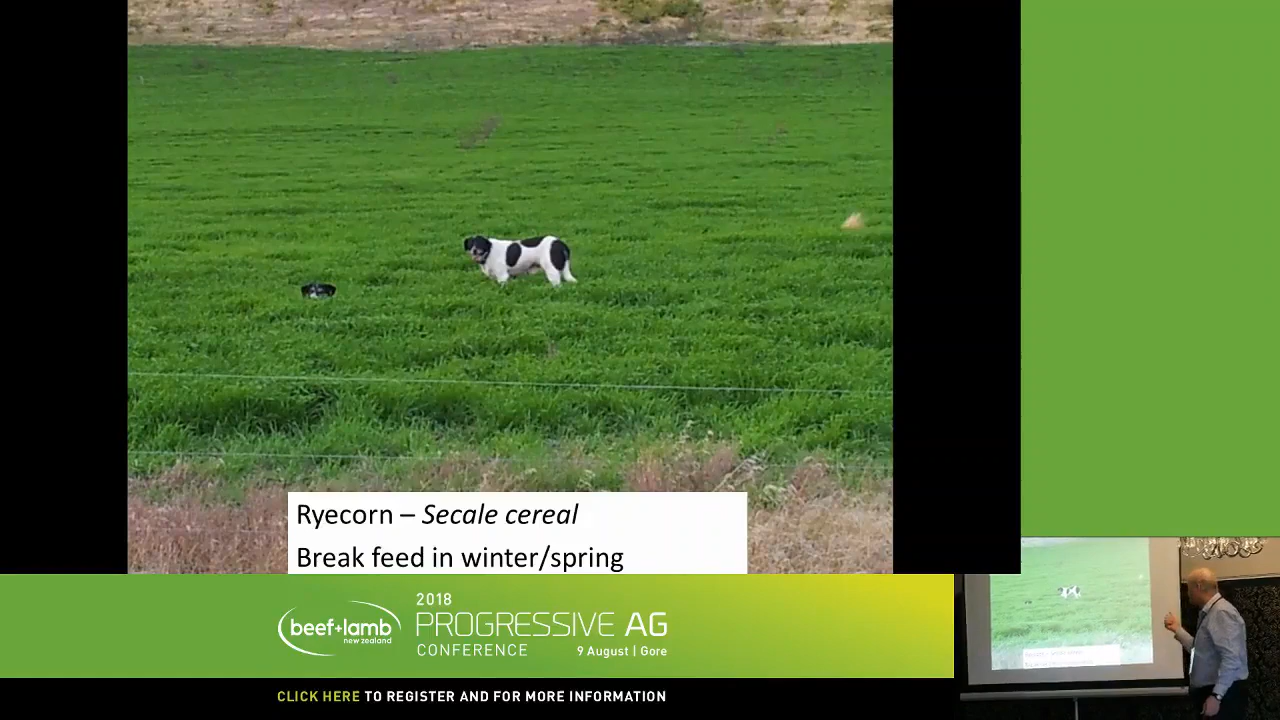 Ryecorn – Secale cereal
Break feed in winter/spring
beef+lamb
new zealand
2018
PROGRESSIVE AG
CONFERENCE
9 August | Gore
CLICK HERE TO REGISTER AND FOR MORE INFORMATION